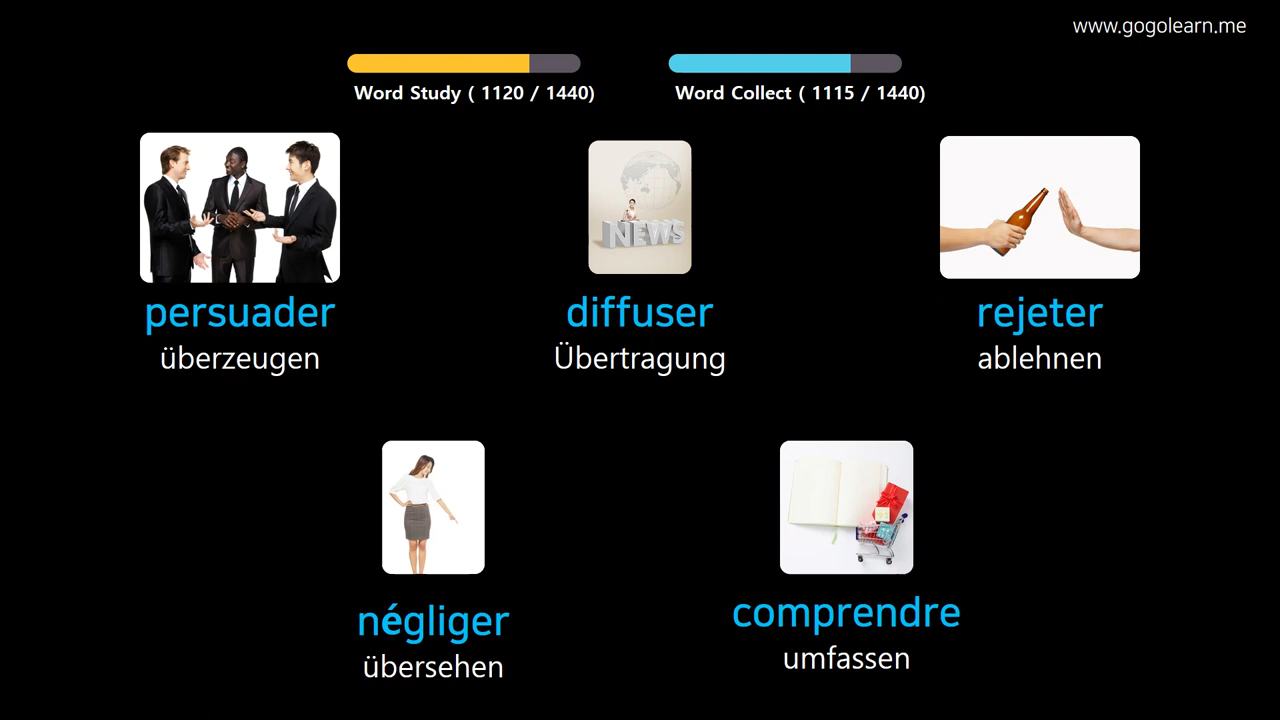 www.gogolearn.me
Word Study ( 1120 / 1440)
Word Collect ( 1115 / 1440)
NEWS
persuader
diffuser
rejeter
überzeugen
Übertragung
ablehnen
négliger
comprendre
übersehen
umfassen